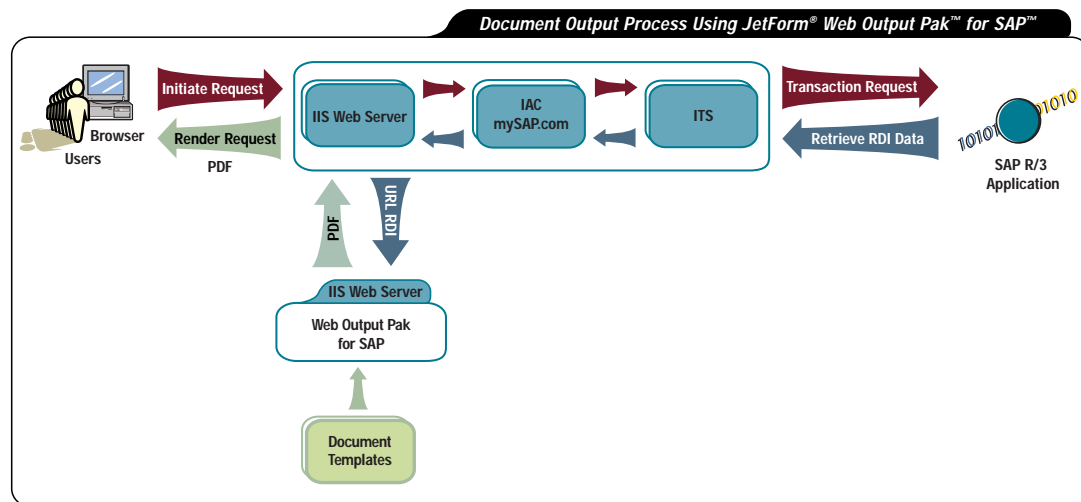 Document Output Process Using JetForm® Web Output Pak™ for SAP™
Initiate Request
Render Request
PDF
Browser
Users
IIS Web Server
IAC
mySAP.com
ITS
Transaction Request
Retrieve RDI Data
10101
01010
SAP R/3
Application
PDF
URL RDI
IIS Web Server
Web Output Pak
for SAP
Document
Templates